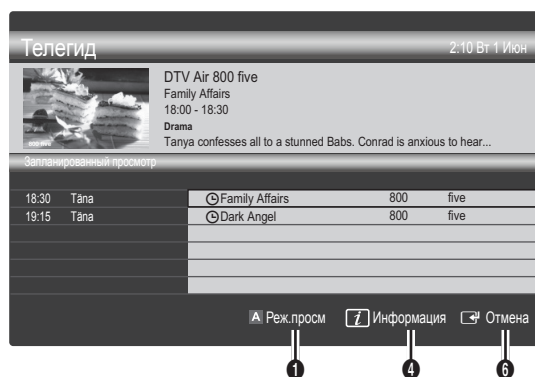 Телегид 2:10 Вт 1 Июн
DTV Air 800 five
Family Affairs
18:00 - 18:30
Drama
Tanya confesses all to a stunned Babs. Conrad is anxious to hear...
800 five
Запланированный просмотр
18:30 Täna Family Affairs 800 five
19:15 Täna Dark Angel 800 five
A Реж.просм i Информация Отмена
1 4 6